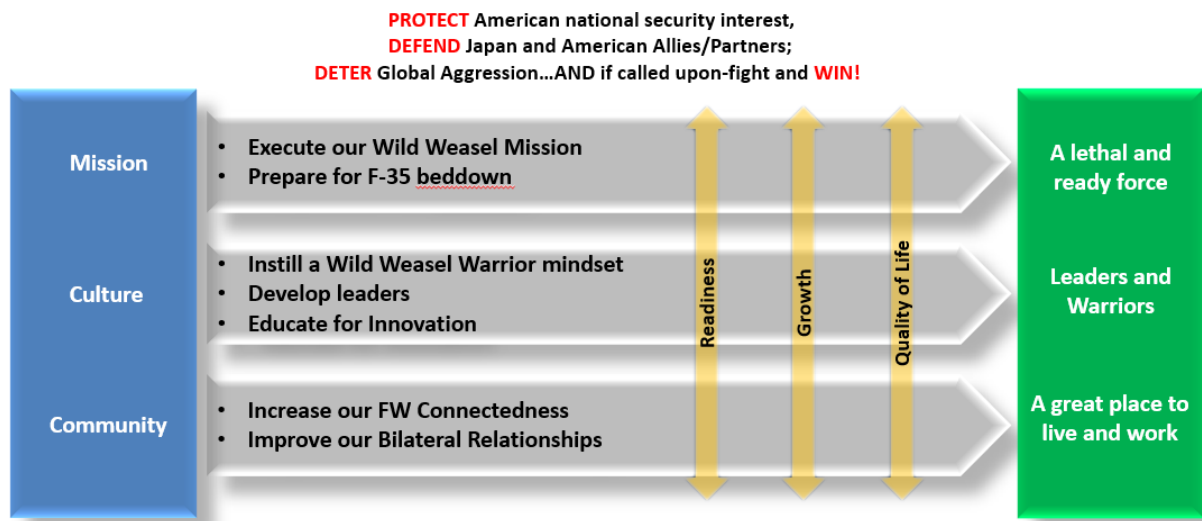 PROTECT American national security interest,
DEFEND Japan and American Allies/Partners;
DETER Global Aggression...AND if called upon-fight and WIN!
Mission
• Execute our Wild Weasel Mission
• Prepare for F-35 beddown
A lethal and
ready force
Culture
• Instill a Wild Weasel Warrior mindset
• Develop leaders
• Educate for Innovation
Leaders and
Warriors
Community
• Increase our FW Connectedness
• Improve our Bilateral Relationships
A great place to
live and work
Readiness
Growth
Quality of Life